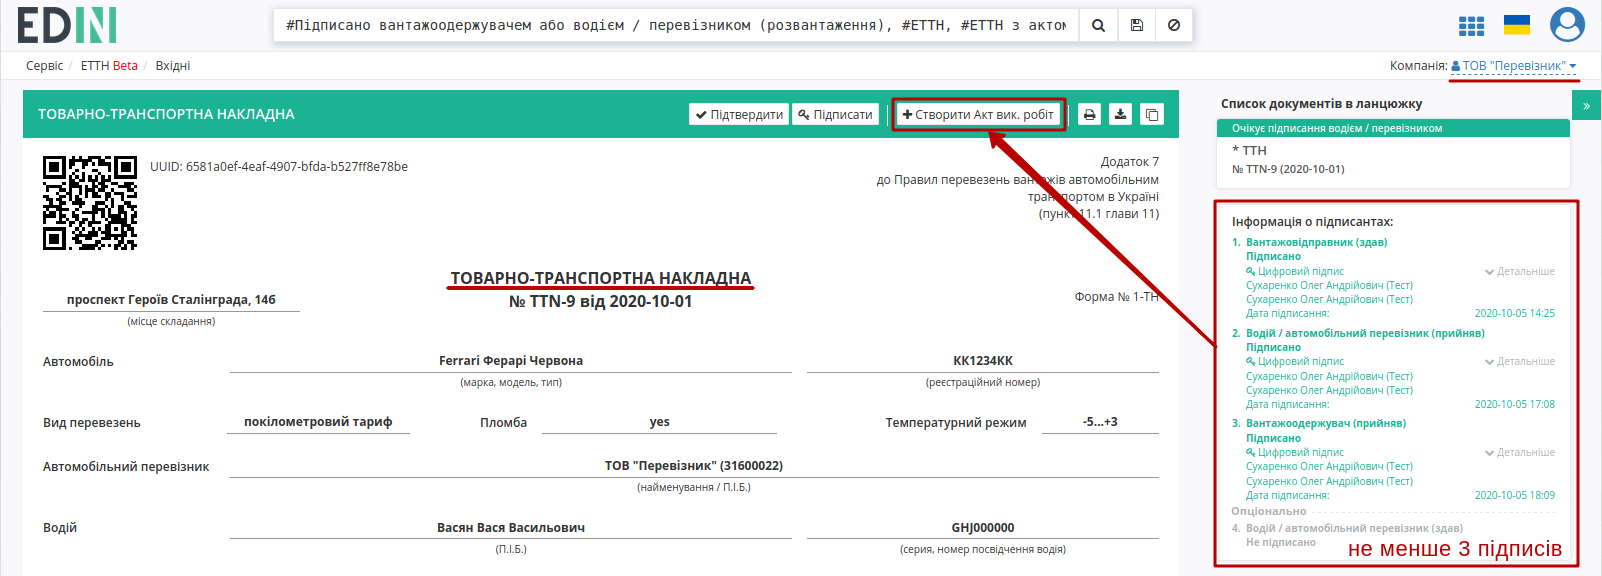 EDIN
#Підписано вантажоодержувачем або водієм / перевізником (розвантаження), #ЕТТН, #ЕТТН з актом
Сервіс / ЕТТН Beta / Вхідні
Компанія: ТОВ "Перевізник"
ТОВАРНО-ТРАНСПОРТНА НАКЛАДНА
Підтвердити
Підписати
Створити Акт вик. робіт
UUID: 6581a0ef-4eaf-4907-bfda-b527ff8e78be
Додаток 7
до Правил перевезень вантажів автомобільним
транспортом в Україні
(пункт 11.1 глави 11)
ТОВАРНО-ТРАНСПОРТНА НАКЛАДНА
№ TTN-9 від 2020-10-01
проспект Героїв Сталінграда, 146
(місце складання)
Форма № 1-ТН
Автомобіль
Ferrari Ферарі Червона
(марка, модель, тип)
КК1234КК
(реєстраційний номер)
Вид перевезень
покілометровий тариф
Пломба
yes
Температурний режим
-5...+3
Автомобільний перевізник
ТОВ "Перевізник" (31600022)
(найменування / П.І.Б.)
Водій
Васян Вася Васильович
(П.І.Б.)
GHJ000000
(серия, номер посвідчення водія)
Список документів в ланцюжку
»
Очікує підписання водієм / перевізником
* ТТН
№ TTN-9 (2020-10-01)
Інформація о підписантах:
1. Вантажовідправник (здав)
Підписано
Цифровий підпис
Детальніше
Сухаренко Олег Андрійович (Тест)
Сухаренко Олег Андрійович (Тест)
Дата підписання: 2020-10-05 14:25
2. Водій / автомобільний перевізник (прийняв)
Підписано
Цифровий підпис
Детальніше
Сухаренко Олег Андрійович (Тест)
Сухаренко Олег Андрійович (Тест)
Дата підписання: 2020-10-05 17:08
3. Вантажоодержувач (прийняв)
Підписано
Цифровий підпис
Детальніше
Сухаренко Олег Андрійович (Тест)
Сухаренко Олег Андрійович (Тест)
Дата підписання: 2020-10-05 18:09
Опціонально
4. Водій / автомобільний перевізник (здав)
Не підписано
не менше 3 підписів